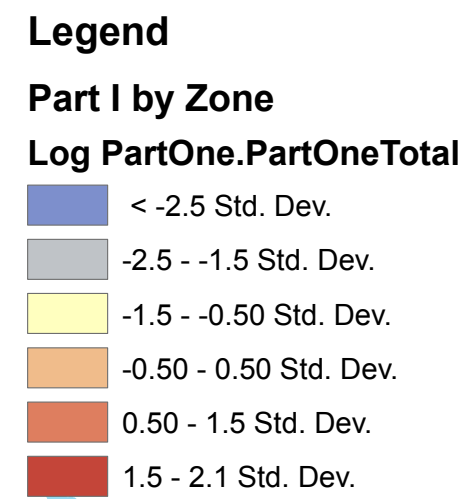 Legend
Part I by Zone
Log PartOne.PartOneTotal
< -2.5 Std. Dev.
-2.5 - -1.5 Std. Dev.
-1.5 - -0.50 Std. Dev.
-0.50 - 0.50 Std. Dev.
0.50 - 1.5 Std. Dev.
1.5 - 2.1 Std. Dev.